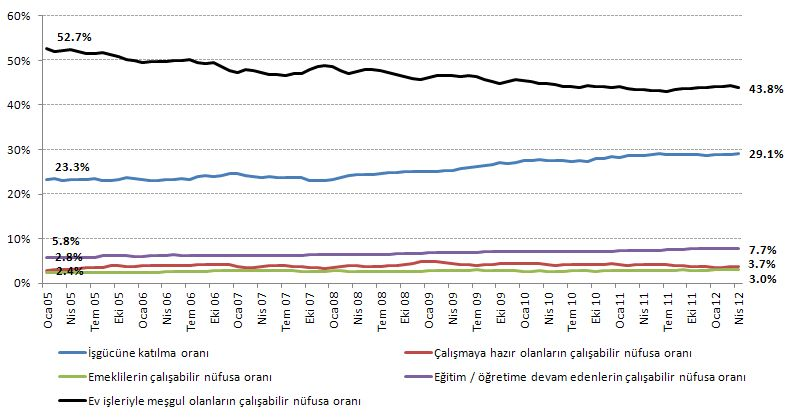 60%
50%
40%
30%
20%
10%
0%
52.7%
43.8%
23.3%
29.1%
5.8%
2.8%
2.4%
7.7%
3.7%
3.0%
Oca05
Nis 05
Tem 05
Eki 05
Oca06
Nis 06
Tem 06
Eki 06
Oca07
Nis 07
Tem 07
Eki 07
Oca08
Nis 08
Tem 08
Eki 08
Oca09
Nis 09
Tem 09
Eki 09
Oca10
Nis 10
Tem 10
Eki 10
Oca11
Nis 11
Tem 11
Eki 11
Oca12
Nis 12
İşgücüne katılma oranı
Çalışmaya hazır olanların çalışabilir nüfusa oranı
Emeklilerin çalışabilir nüfusa oranı
Eğitim / öğretime devam edenlerin çalışabilir nüfusa oranı
Ev işleriyle meşgul olanların çalışabilir nüfusa oranı